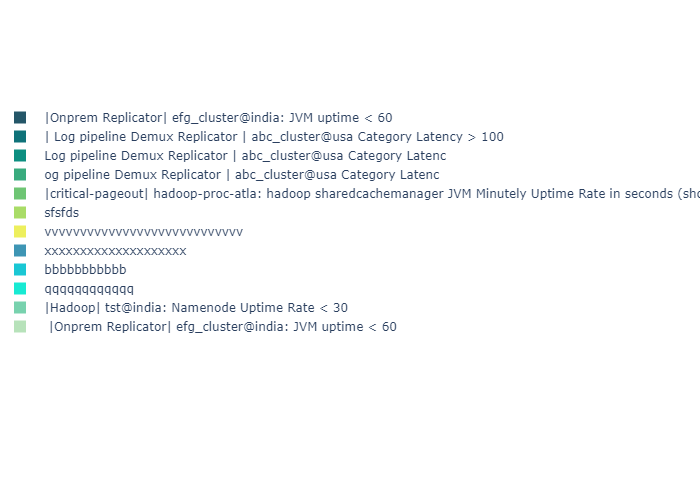 |Onprem Replicator| efg_cluster@india: JVM uptime < 60
| Log pipeline Demux Replicator | abc_cluster@usa Category Latency > 100
Log pipeline Demux Replicator | abc_cluster@usa Category Latenc
og pipeline Demux Replicator | abc_cluster@usa Category Latenc
|critical-pageout| hadoop-proc-atla: hadoop sharedcachemanager JVM Minutely Uptime Rate in seconds (sho
sfsfds
vvvvvvvvvvvvvvvvvvvvvvvvvvvv
xxxxxxxxxxxxxxxxxxxx
bbbbbbbbbbb
qqqqqqqqqqqq
|Hadoop| tst@india: Namenode Uptime Rate < 30
|Onprem Replicator| efg_cluster@india: JVM uptime < 60